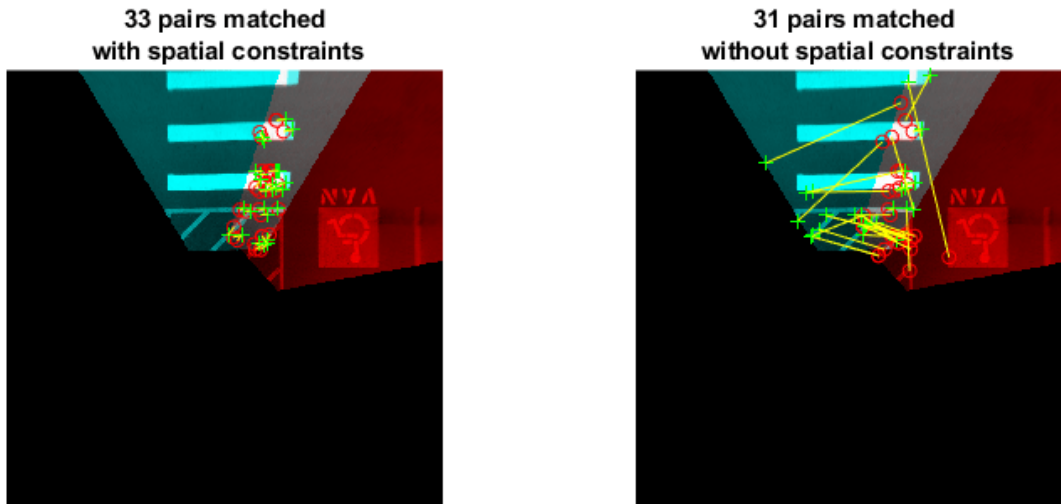 33 pairs matched
with spatial constraints
31 pairs matched
without spatial constraints